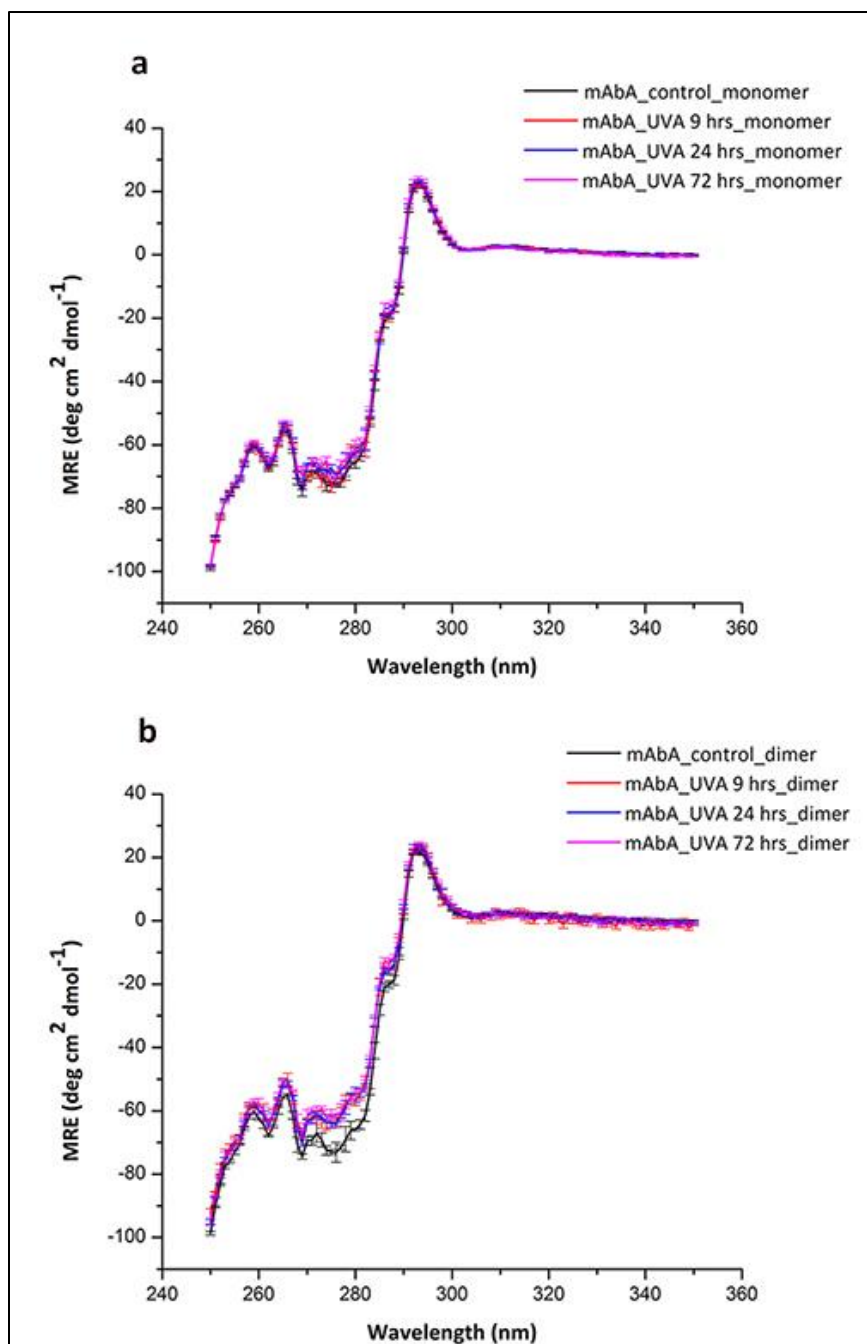 a
mAbA_control_monomer
mAbA_UVA 9 hrs_monomer
mAbA_UVA 24 hrs_monomer
mAbA_UVA 72 hrs_monomer
40
20
0
-20
-40
-60
-80
-100
MRE (deg cm² dmol⁻¹)
240 260 280 300 320 340 360
Wavelength (nm)
b
mAbA_control_dimer
mAbA_UVA 9 hrs_dimer
mAbA_UVA 24 hrs_dimer
mAbA_UVA 72 hrs_dimer
40
20
0
-20
-40
-60
-80
-100
MRE (deg cm² dmol⁻¹)
240 260 280 300 320 340 360
Wavelength (nm)